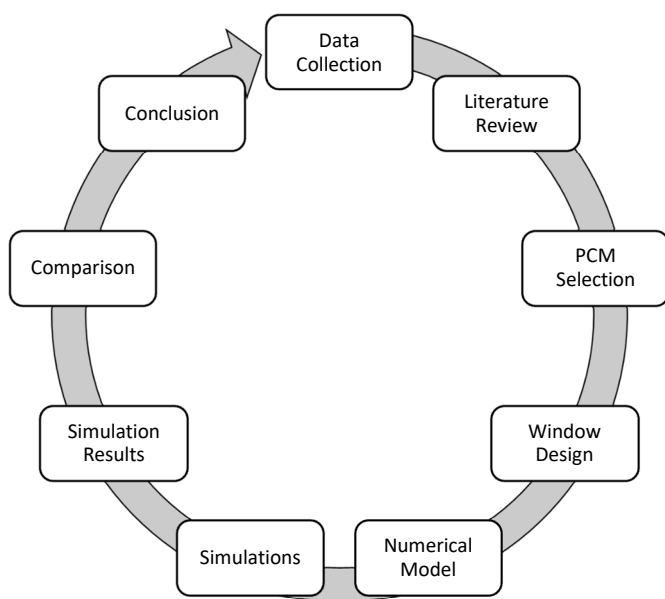 Data
Collection
Literature
Review
PCM
Selection
Window
Design
Numerical
Model
Simulations
Simulation
Results
Comparison
Conclusion